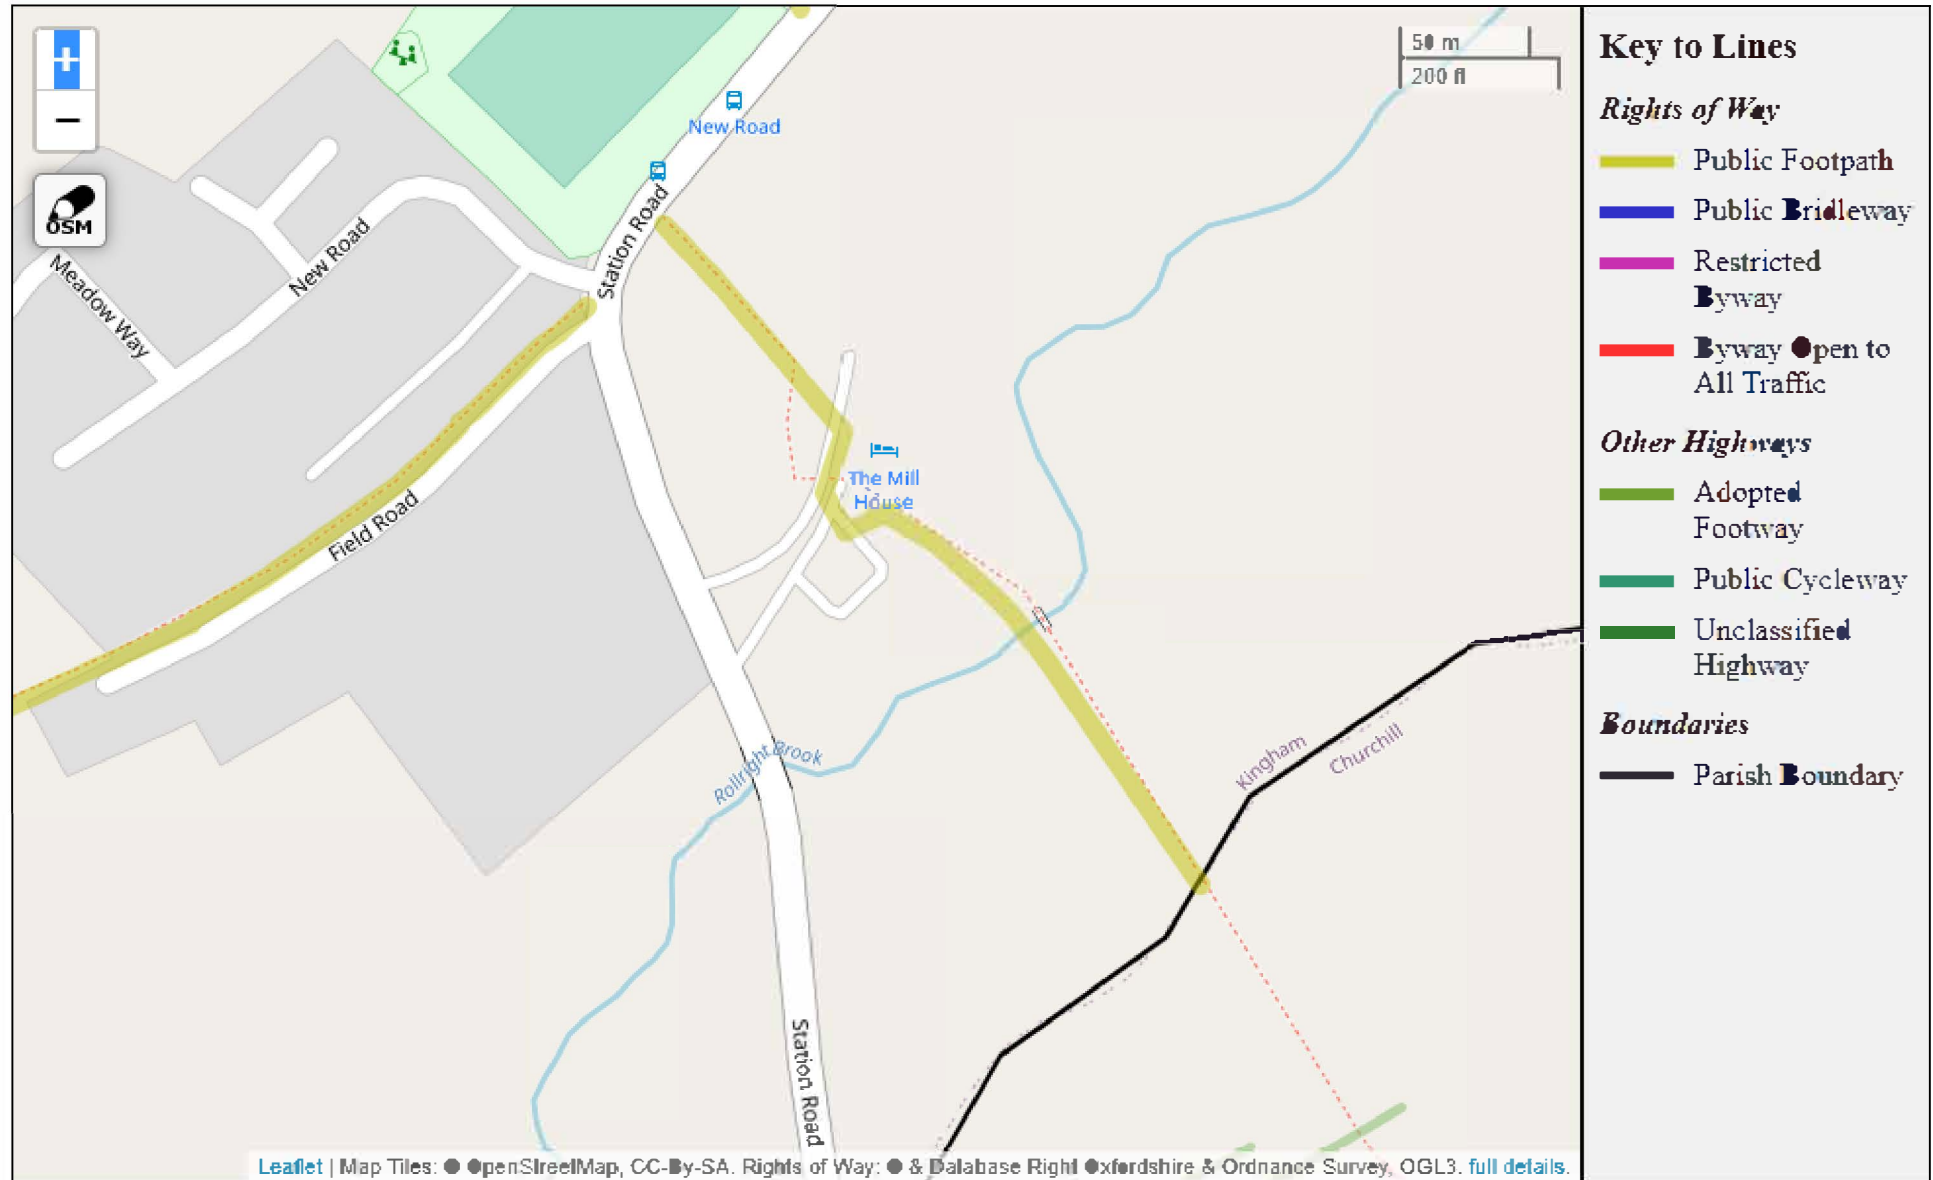 +
−
OSM
50 m
200 ft
New Road
Station Road
New Road
Meadow Way
Field Road
The Mill
House
Rollright Brook
Kingham
Churchill
Station Road
Leaflet | Map Tiles: © OpenStreetMap, CC-By-SA. Rights of Way: © & Database Right Oxfordshire & Ordnance Survey, OGL3. full details.
Key to Lines
Rights of Way
Public Footpath
Public Bridleway
Restricted
Byway
Byway Open to
All Traffic
Other Highways
Adopted
Footway
Public Cycleway
Unclassified
Highway
Boundaries
Parish Boundary